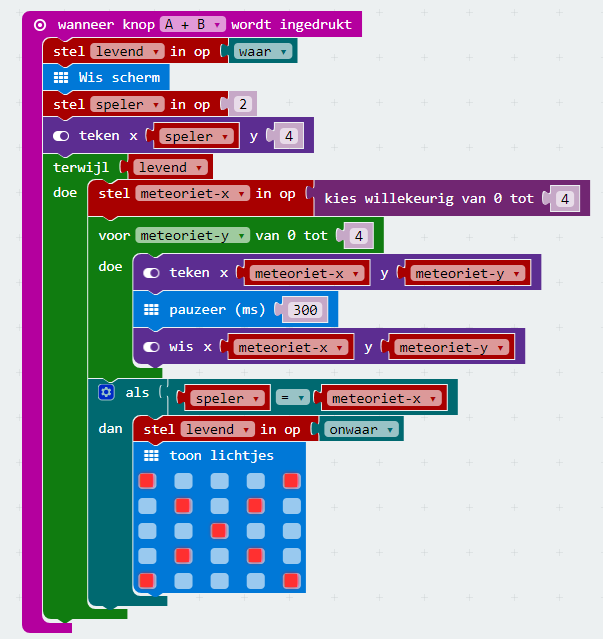 wanneer knop A + B wordt ingedrukt
stel levend in op waar
Wis scherm
stel speler in op 2
teken x speler y 4
terwijl levend
doe stel meteoriet-x in op kies willekeurig van 0 tot 4
voor meteoriet-y van 0 tot 4
doe teken x meteoriet-x y meteoriet-y
pauzeer (ms) 300
wis x meteoriet-x y meteoriet-y
als speler = meteoriet-x
dan stel levend in op onwaar
toon lichtjes